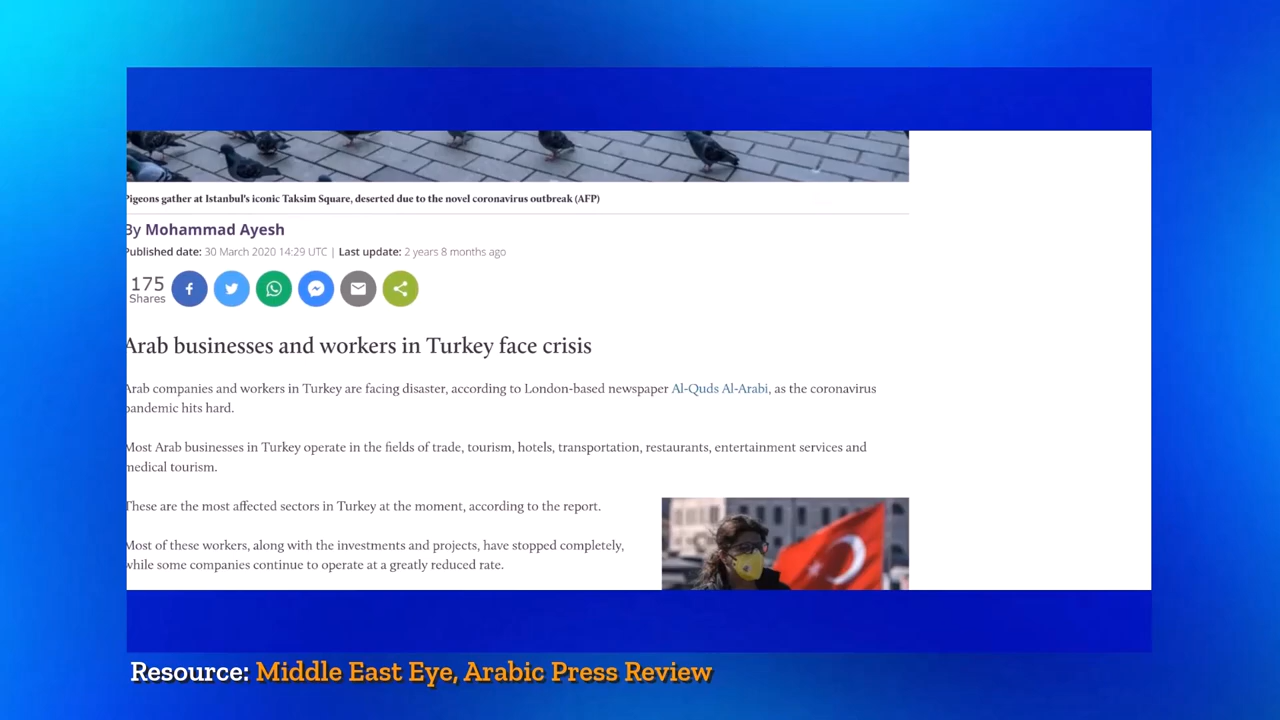 Pigeons gather at Istanbul's iconic Taksim Square, deserted due to the novel coronavirus outbreak (AFP)
By Mohammad Ayesh
Published date: 30 March 2020 14:29 UTC | Last update: 2 years 8 months ago
175
Shares
Arab businesses and workers in Turkey face crisis
Arab companies and workers in Turkey are facing disaster, according to London-based newspaper Al-Quds Al-Arabi, as the coronavirus
pandemic hits hard.
Most Arab businesses in Turkey operate in the fields of trade, tourism, hotels, transportation, restaurants, entertainment services and
medical tourism.
These are the most affected sectors in Turkey at the moment, according to the report.
Most of these workers, along with the investments and projects, have stopped completely,
while some companies continue to operate at a greatly reduced rate.
Resource: Middle East Eye, Arabic Press Review